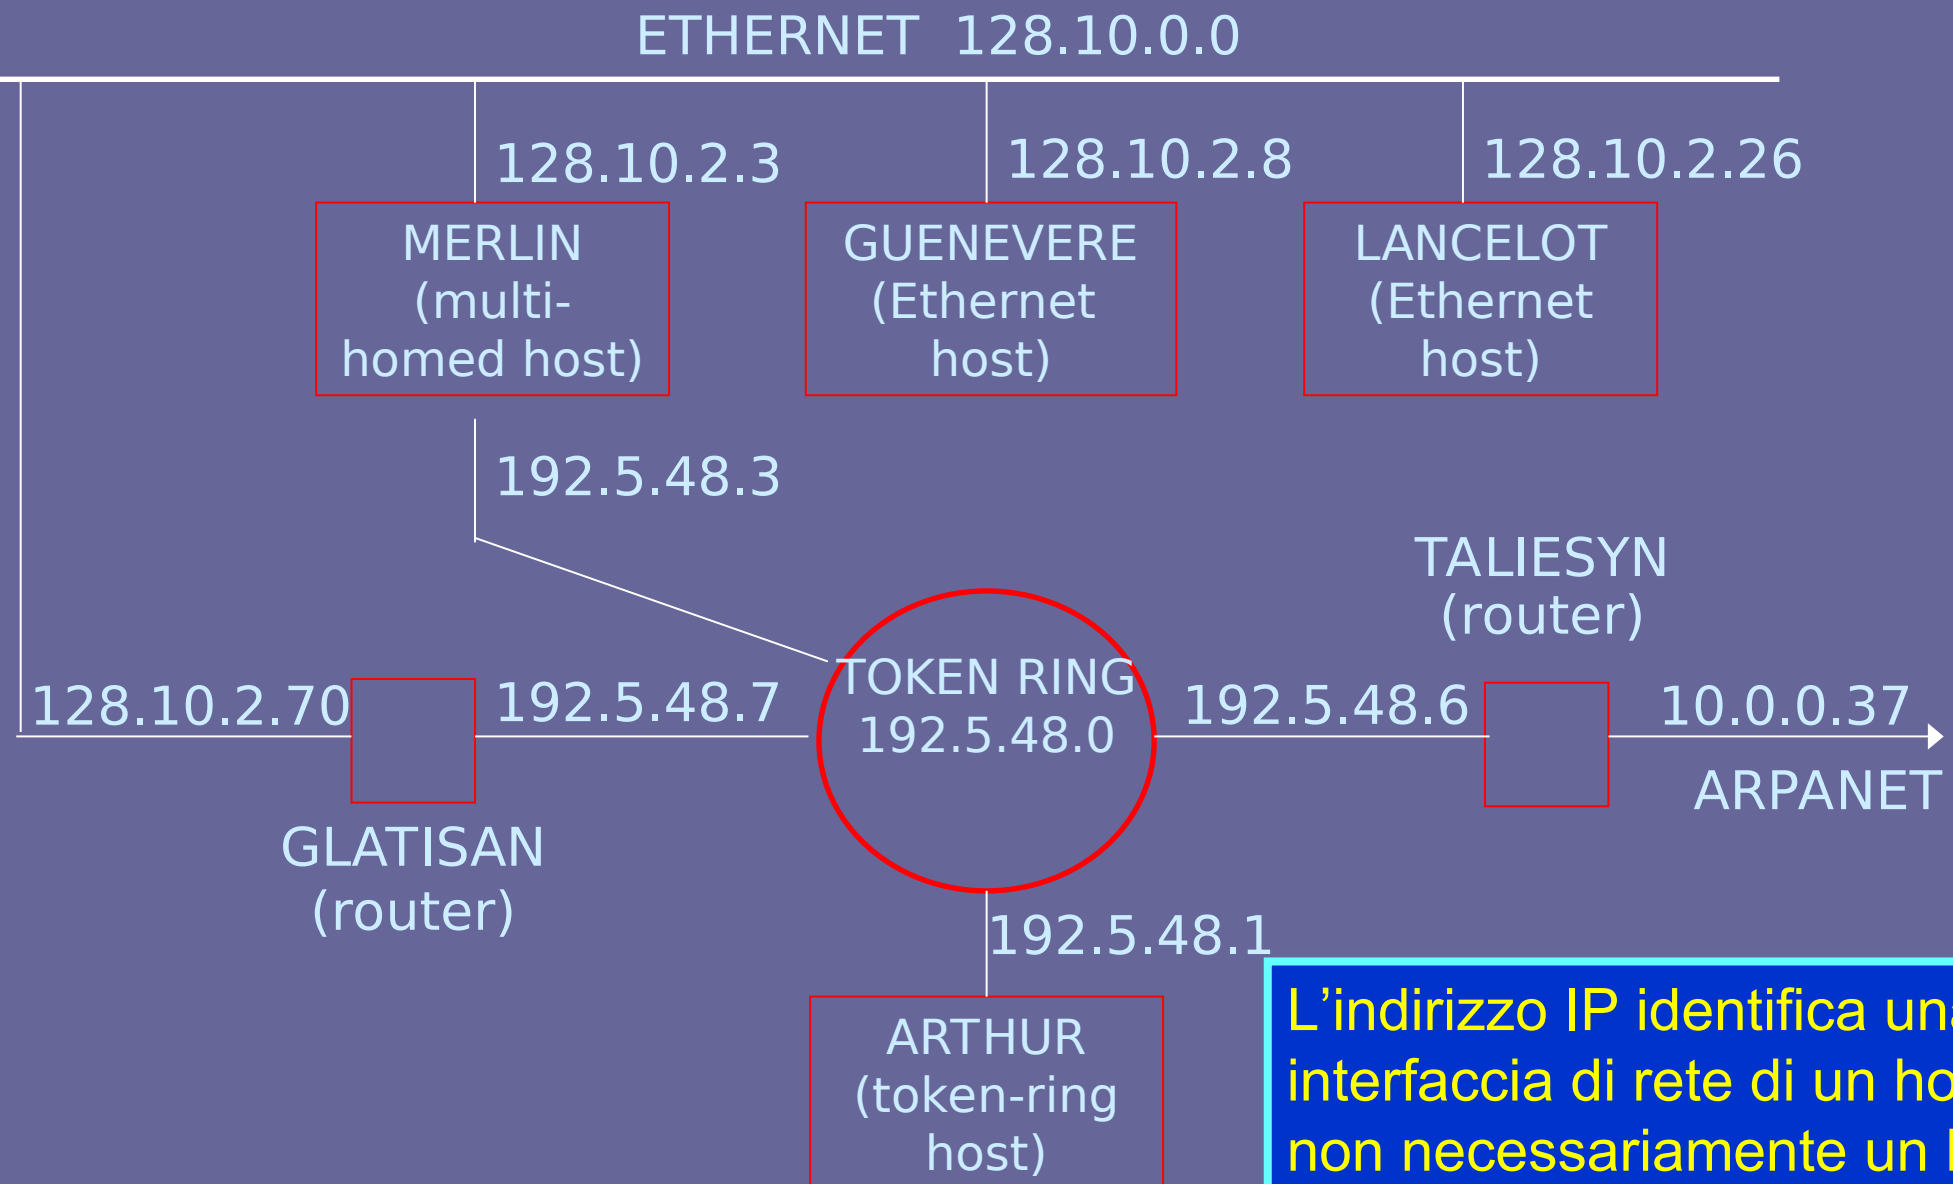 ETHERNET 128.10.0.0
128.10.2.3
128.10.2.8
128.10.2.26
MERLIN
(multi-
homed host)
GUENEVERE
(Ethernet
host)
LANCELOT
(Ethernet
host)
192.5.48.3
TALIESYN
(router)
TOKEN RING
192.5.48.0
128.10.2.70
192.5.48.7
192.5.48.6
10.0.0.37
ARPANET
GLATISAN
(router)
192.5.48.1
ARTHUR
(token-ring
host)
L’indirizzo IP identifica
interfaccia di rete di un
non necessariamente un